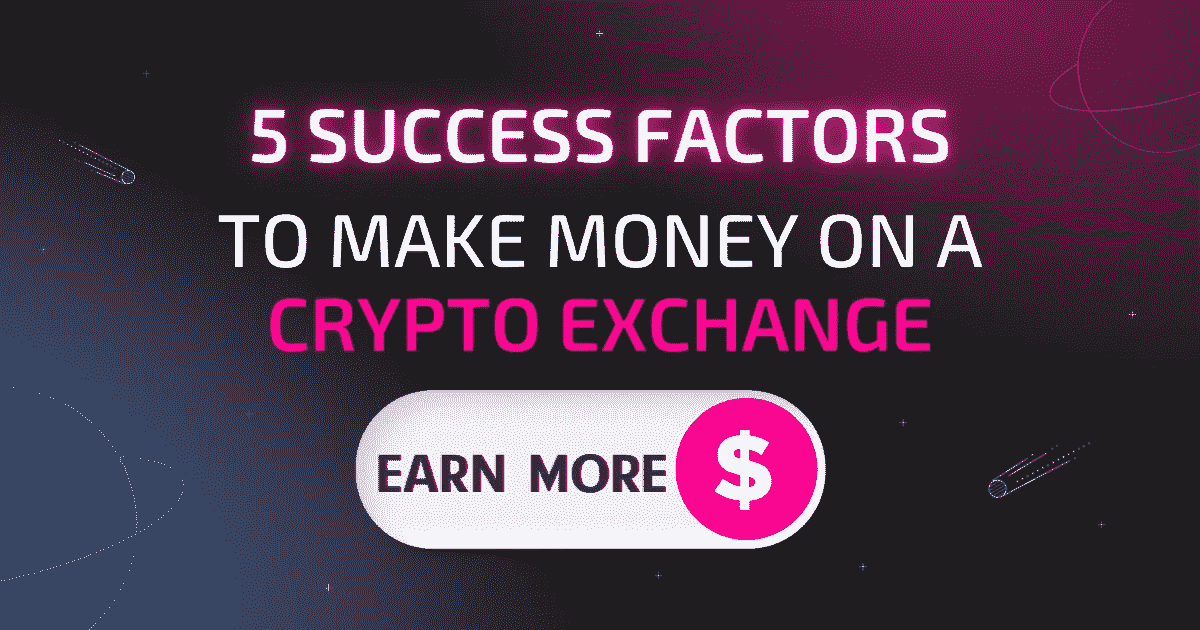 5 SUCCESS FACTORS
TO MAKE MONEY ON A
CRYPTO EXCHANGE
EARN MORE $